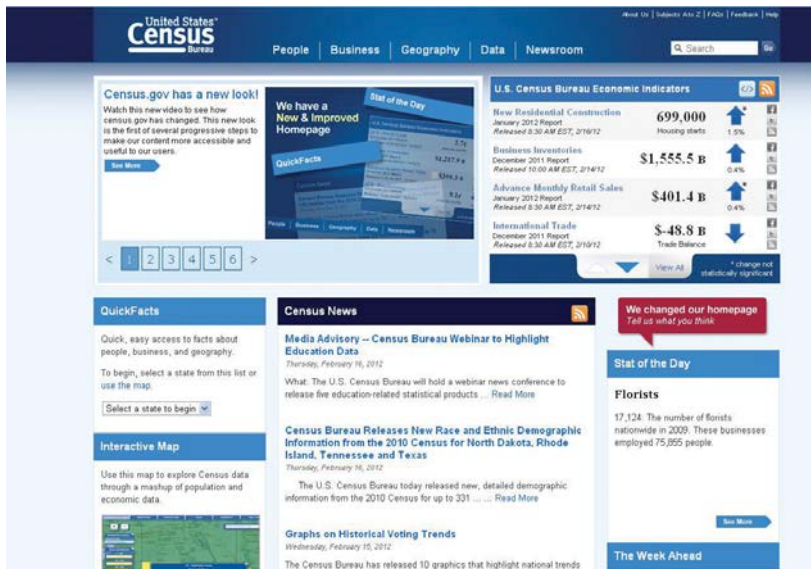 About Us | Subjects A to Z | FAQs | Feedback | Help
United States™
Census
Bureau
People | Business | Geography | Data | Newsroom
Search
Go
Census.gov has a new look!
Watch this new video to see how
census.gov has changed. This new look
is the first of several progressive steps to
make our content more accessible and
useful to our users.
See More
We have a
New & Improved
Homepage
Stat of the Day
QuickFacts
People | Business | Geography | Data | Newsroom
< 1 2 3 4 5 6 >
U.S. Census Bureau Economic Indicators
New Residential Construction
January 2012 Report
Released 8:30 AM EST, 2/16/12
699,000
Housing starts
*
1.5%
Business Inventories
December 2011 Report
Released 10:00 AM EST, 2/14/12
$1,555.5 B
0.4%
Advance Monthly Retail Sales
January 2012 Report
Released 8:30 AM EST, 2/14/12
$401.4 B
*
0.4%
International Trade
December 2011 Report
Released 8:30 AM EST, 2/10/12
$-48.8 B
Trade Balance
View All
* change not
statistically significant
QuickFacts
Quick, easy access to facts about
people, business, and geography.
To begin, select a state from this list or
use the map.
Select a state to begin
Interactive Map
Use this map to explore Census data
through a mashup of population and
economic data.
Census News
Media Advisory -- Census Bureau Webinar to Highlight
Education Data
Thursday, February 16, 2012
What: The U.S. Census Bureau will hold a webinar news conference to
release five education-related statistical products ... Read More
Census Bureau Releases New Race and Ethnic Demographic
Information from the 2010 Census for North Dakota, Rhode
Island, Tennessee and Texas
Thursday, February 16, 2012
The U.S. Census Bureau today released new, detailed demographic
information from the 2010 Census for up to 331 ... ... Read More
Graphs on Historical Voting Trends
Wednesday, February 15, 2012
The Census Bureau has released 10 graphics that highlight national trends
We changed our homepage
Tell us what you think
Stat of the Day
Florists
17,124: The number of florists
nationwide in 2009. These businesses
employed 75,855 people.
See More
The Week Ahead